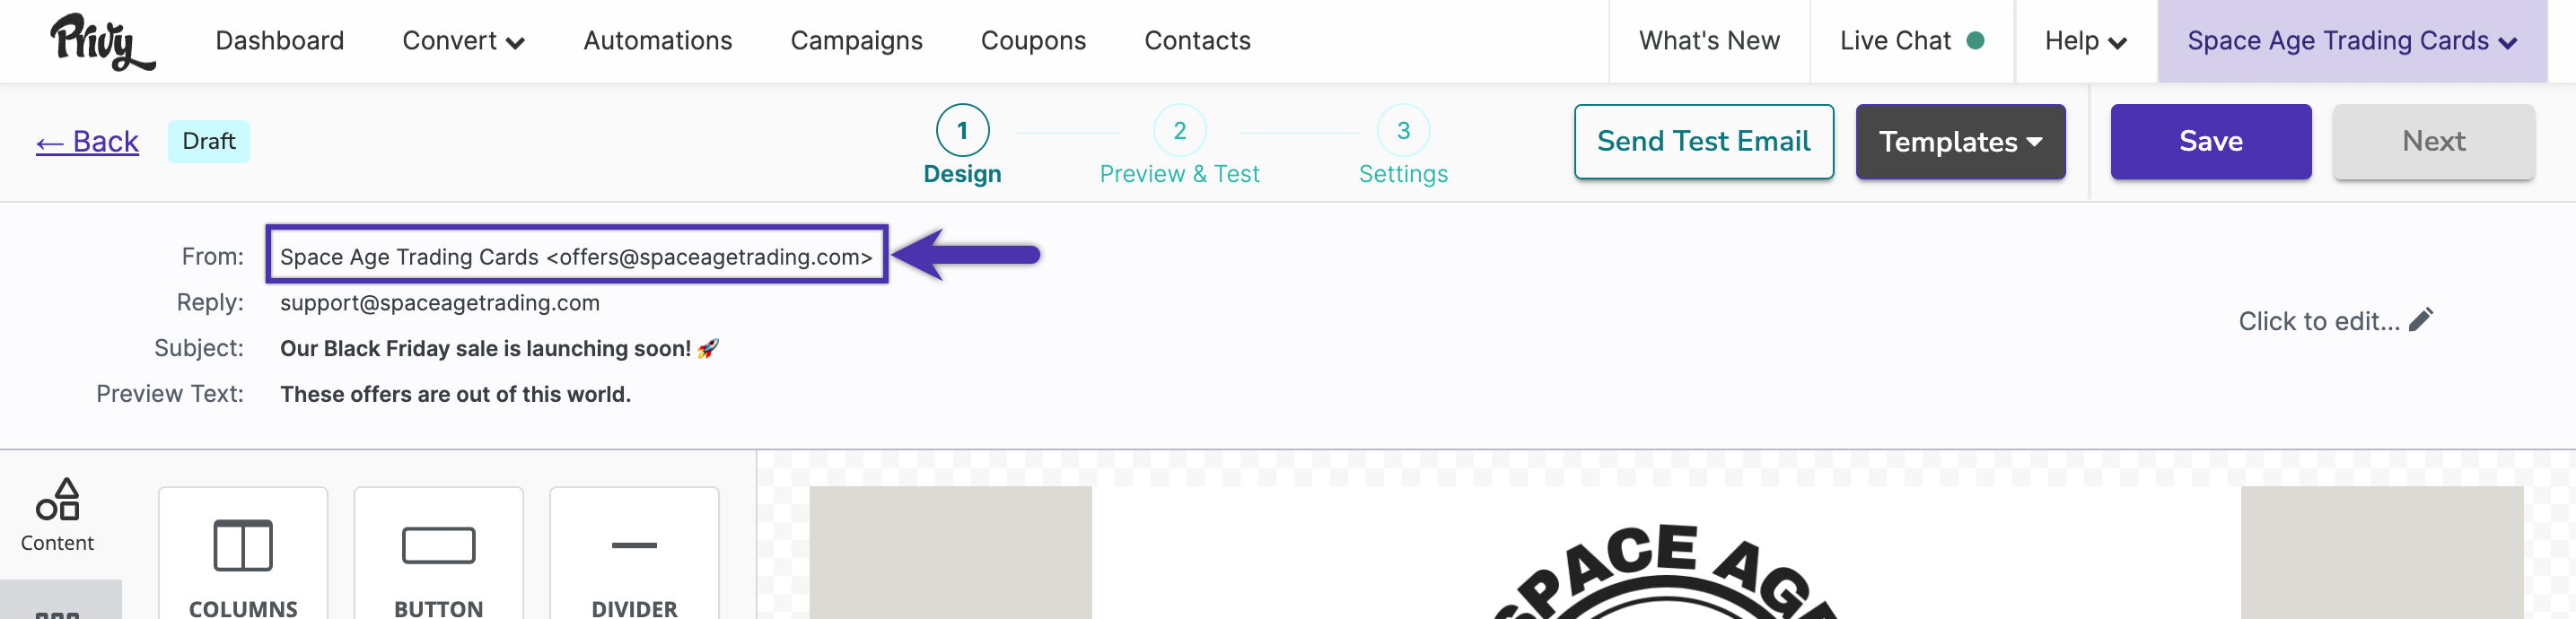 Privy Dashboard Convert Automations Campaigns Coupons Contacts What's New Live Chat Help Space Age Trading Cards
← Back Draft 1 2 3 Send Test Email Templates Save Next
Design Preview & Test Settings
From: Space Age Trading Cards <offers@spaceagetrading.com>
Reply: support@spaceagetrading.com
Click to edit...
Subject: Our Black Friday sale is launching soon! 🚀
Preview Text: These offers are out of this world.
Content
COLUMNS BUTTON DIVIDER
SPACE AGE